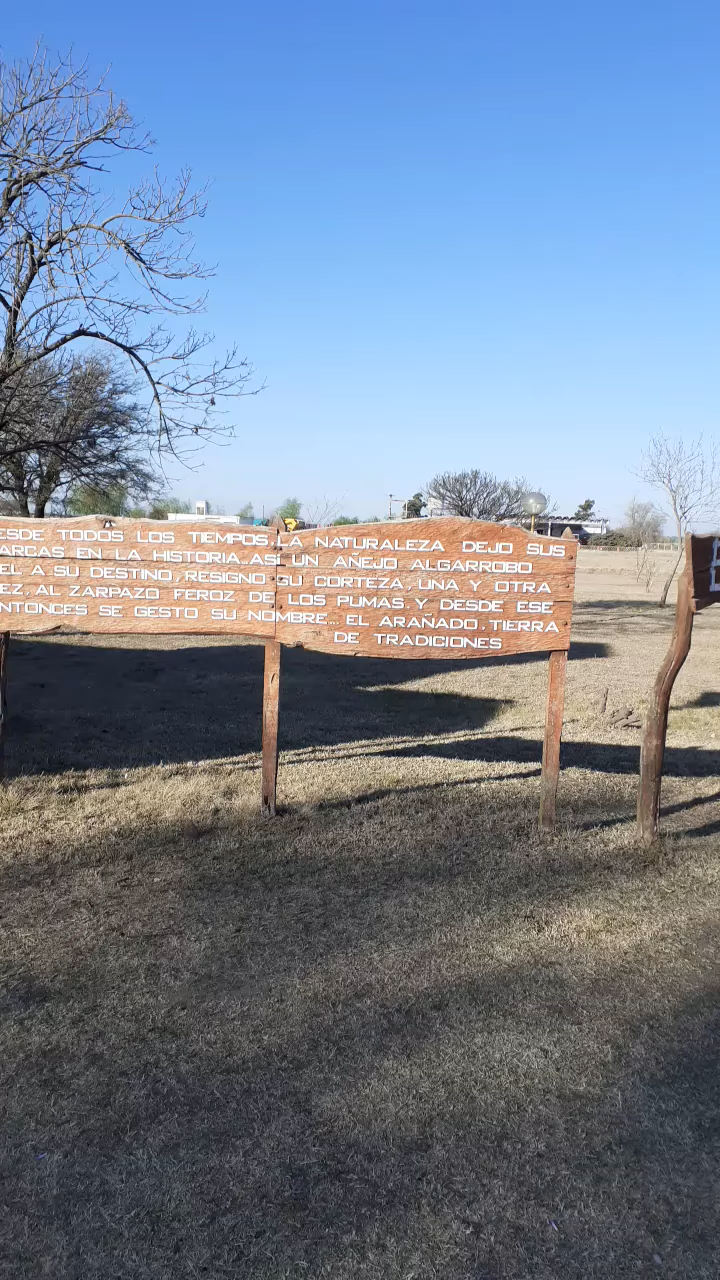 ESDE TODOS LOS TIEMPOS, LA NATURALEZA DEJO SUS
ARCAS EN LA HISTORIA... ASI UN AÑEJO ALGARROBO
EL A SU DESTINO, RESIGNO SU CORTEZA, UNA Y OTRA
EZ, AL ZARPAZO FEROZ DE LOS PUMAS. Y DESDE ESE
NTONCES SE GESTO SU NOMBRE... EL ARAÑADO. TIERRA
DE TRADICIONES